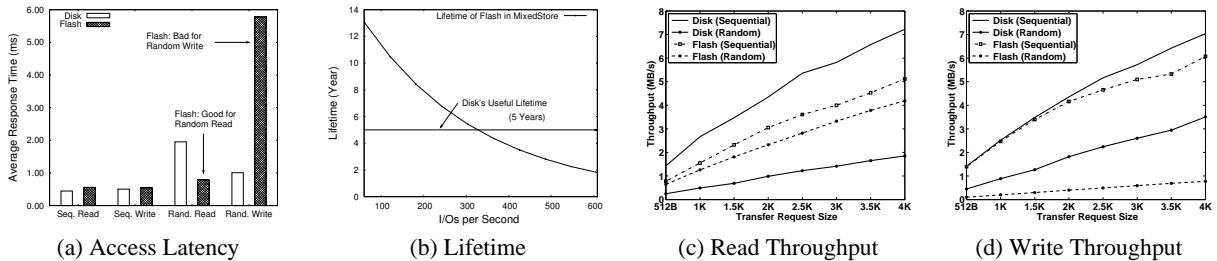 6.00
5.00
4.00
3.00
2.00
1.00
0.00
Average Response Time (ms)
Disk
Flash
Flash: Bad for
Random Write
Flash: Good for
Random Read
Seq. Read
Seq. Write
Rand. Read
Rand. Write
(a) Access Latency
14
12
10
8
6
4
2
0
Lifetime (Year)
Lifetime of Flash in MixedStore
Disk's Useful Lifetime
(5 Years)
100
200
300
400
500
600
I/Os per Second
(b) Lifetime
8
7
6
5
4
3
2
1
0
Throughput (MB/s)
Disk (Sequential)
Disk (Random)
Flash (Sequential)
Flash (Random)
512B
1K
1.5K
2K
2.5K
3K
3.5K
4K
Transfer Request Size
(c) Read Throughput
8
7
6
5
4
3
2
1
0
Throughput (MB/s)
Disk (Sequential)
Disk (Random)
Flash (Sequential)
Flash (Random)
512B
1K
1.5K
2K
2.5K
3K
3.5K
4K
Transfer Request Size
(d) Write Throughput